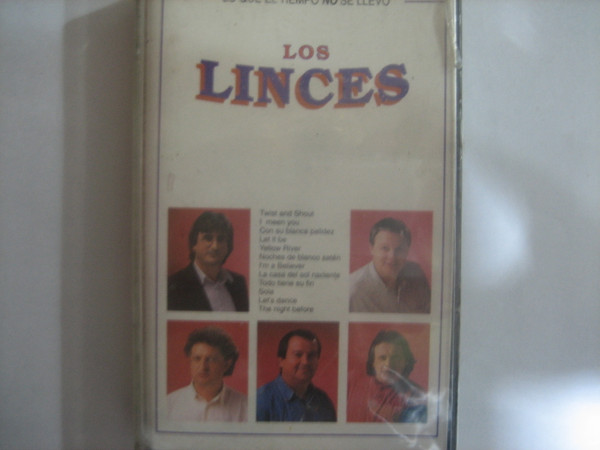 LO QUE EL TIEMPO NO SE LLEVO
LOS
LINCES
Twist and Shout
I mean you
Con su blanca palidez
Let it be
Yellow River
Noches de blanco satén
I'm a Believer
La casa del sol naciente
Todo tiene su fin
Sola
Let's dance
The night before